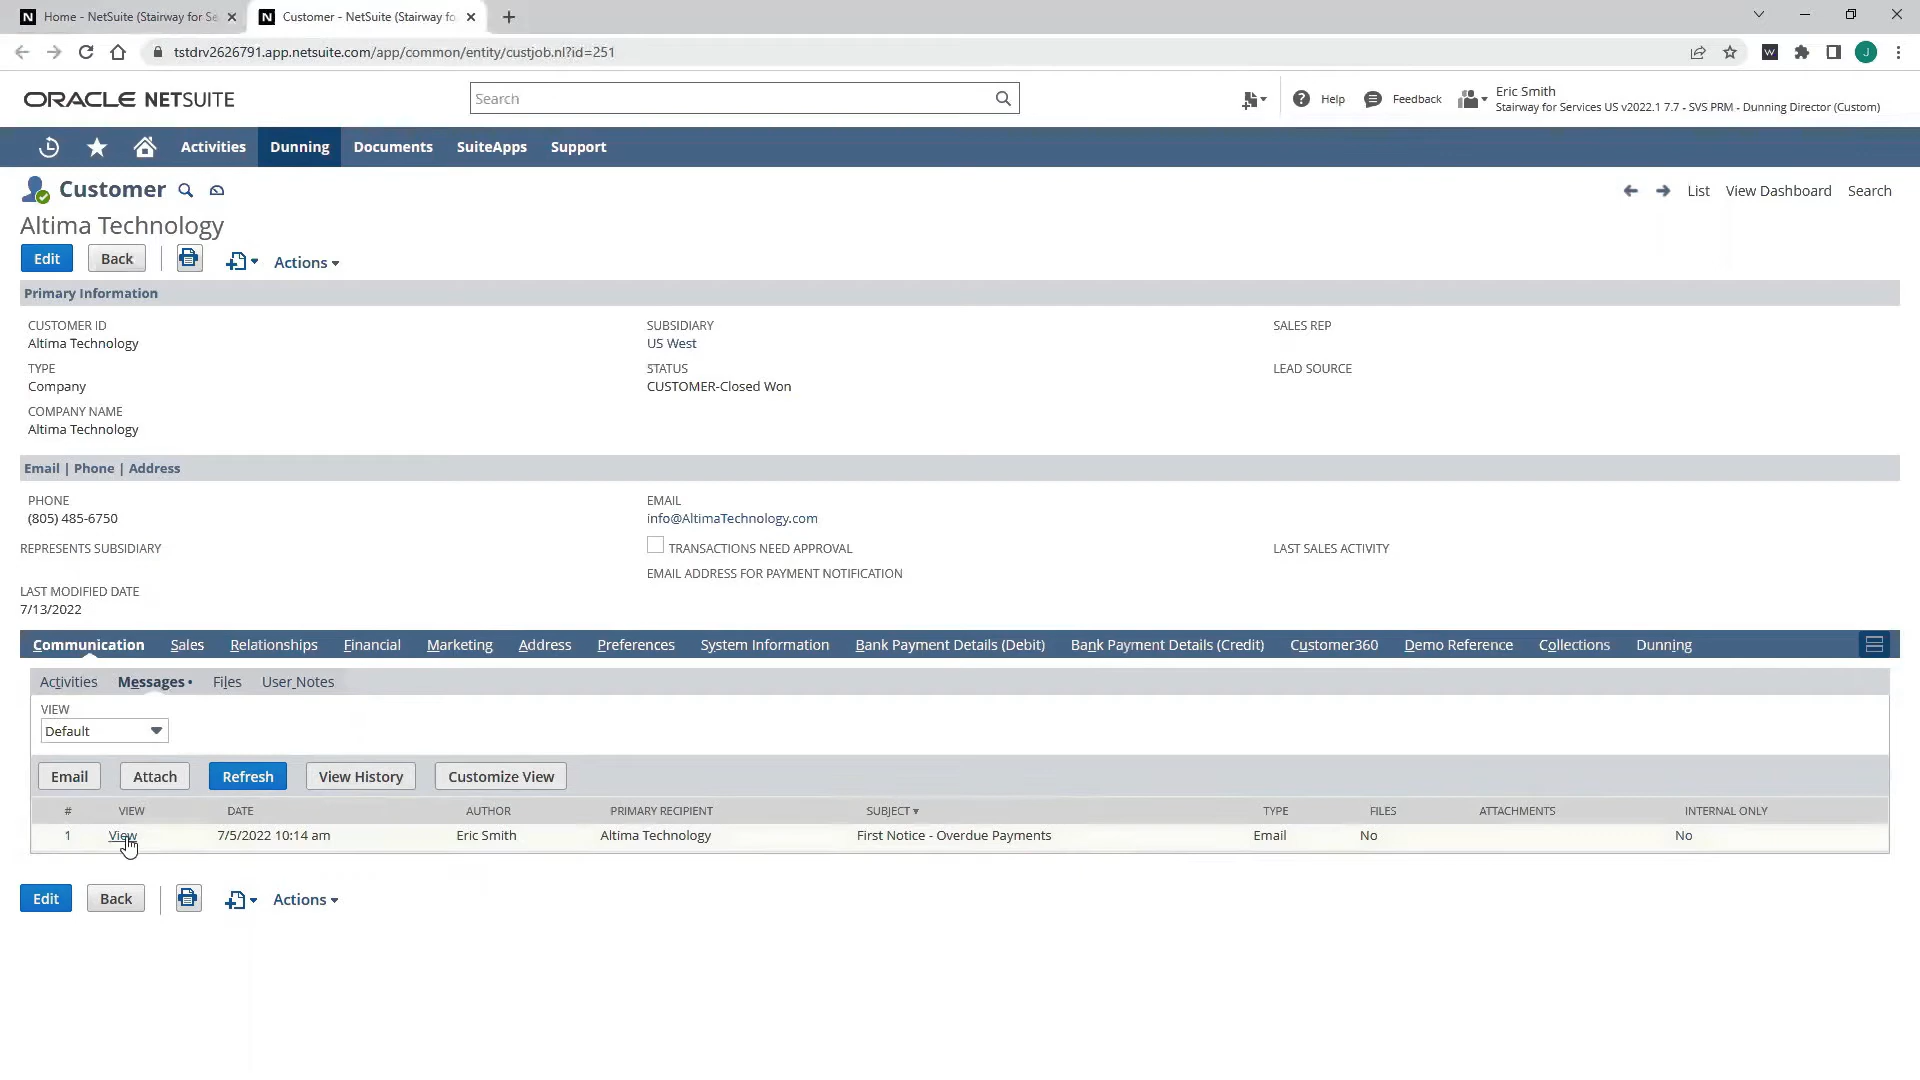 Home - NetSuite (Stairway for Se
Customer - NetSuite (Stairway fo
tstdrv2626791.app.netsuite.com/app/common/entity/custjob.nl?id=251
W
J
ORACLE NETSUITE
Search
Help
Feedback
Eric Smith
Stairway for Services US v2022.1 7.7 - SVS PRM - Dunning Director (Custom)
Activities
Dunning
Documents
SuiteApps
Support
Customer
List
View Dashboard
Search
Altima Technology
Edit
Back
Actions
Primary Information
CUSTOMER ID
Altima Technology
TYPE
Company
COMPANY NAME
Altima Technology
SUBSIDIARY
US West
STATUS
CUSTOMER-Closed Won
SALES REP
LEAD SOURCE
Email | Phone | Address
PHONE
(805) 485-6750
REPRESENTS SUBSIDIARY
LAST MODIFIED DATE
7/13/2022
EMAIL
info@AltimaTechnology.com
TRANSACTIONS NEED APPROVAL
EMAIL ADDRESS FOR PAYMENT NOTIFICATION
LAST SALES ACTIVITY
Communication Sales Relationships Financial Marketing Address Preferences System Information Bank Payment Details (Debit) Bank Payment Details (Credit) Customer360 Demo Reference Collections Dunning
Activities Messages • Files User Notes
VIEW
Default
Email Attach Refresh View History Customize View
# VIEW DATE AUTHOR PRIMARY RECIPIENT SUBJECT TYPE FILES ATTACHMENTS INTERNAL ONLY
1 View 7/5/2022 10:14 am Eric Smith Altima Technology First Notice - Overdue Payments Email No No
Edit
Back
Actions